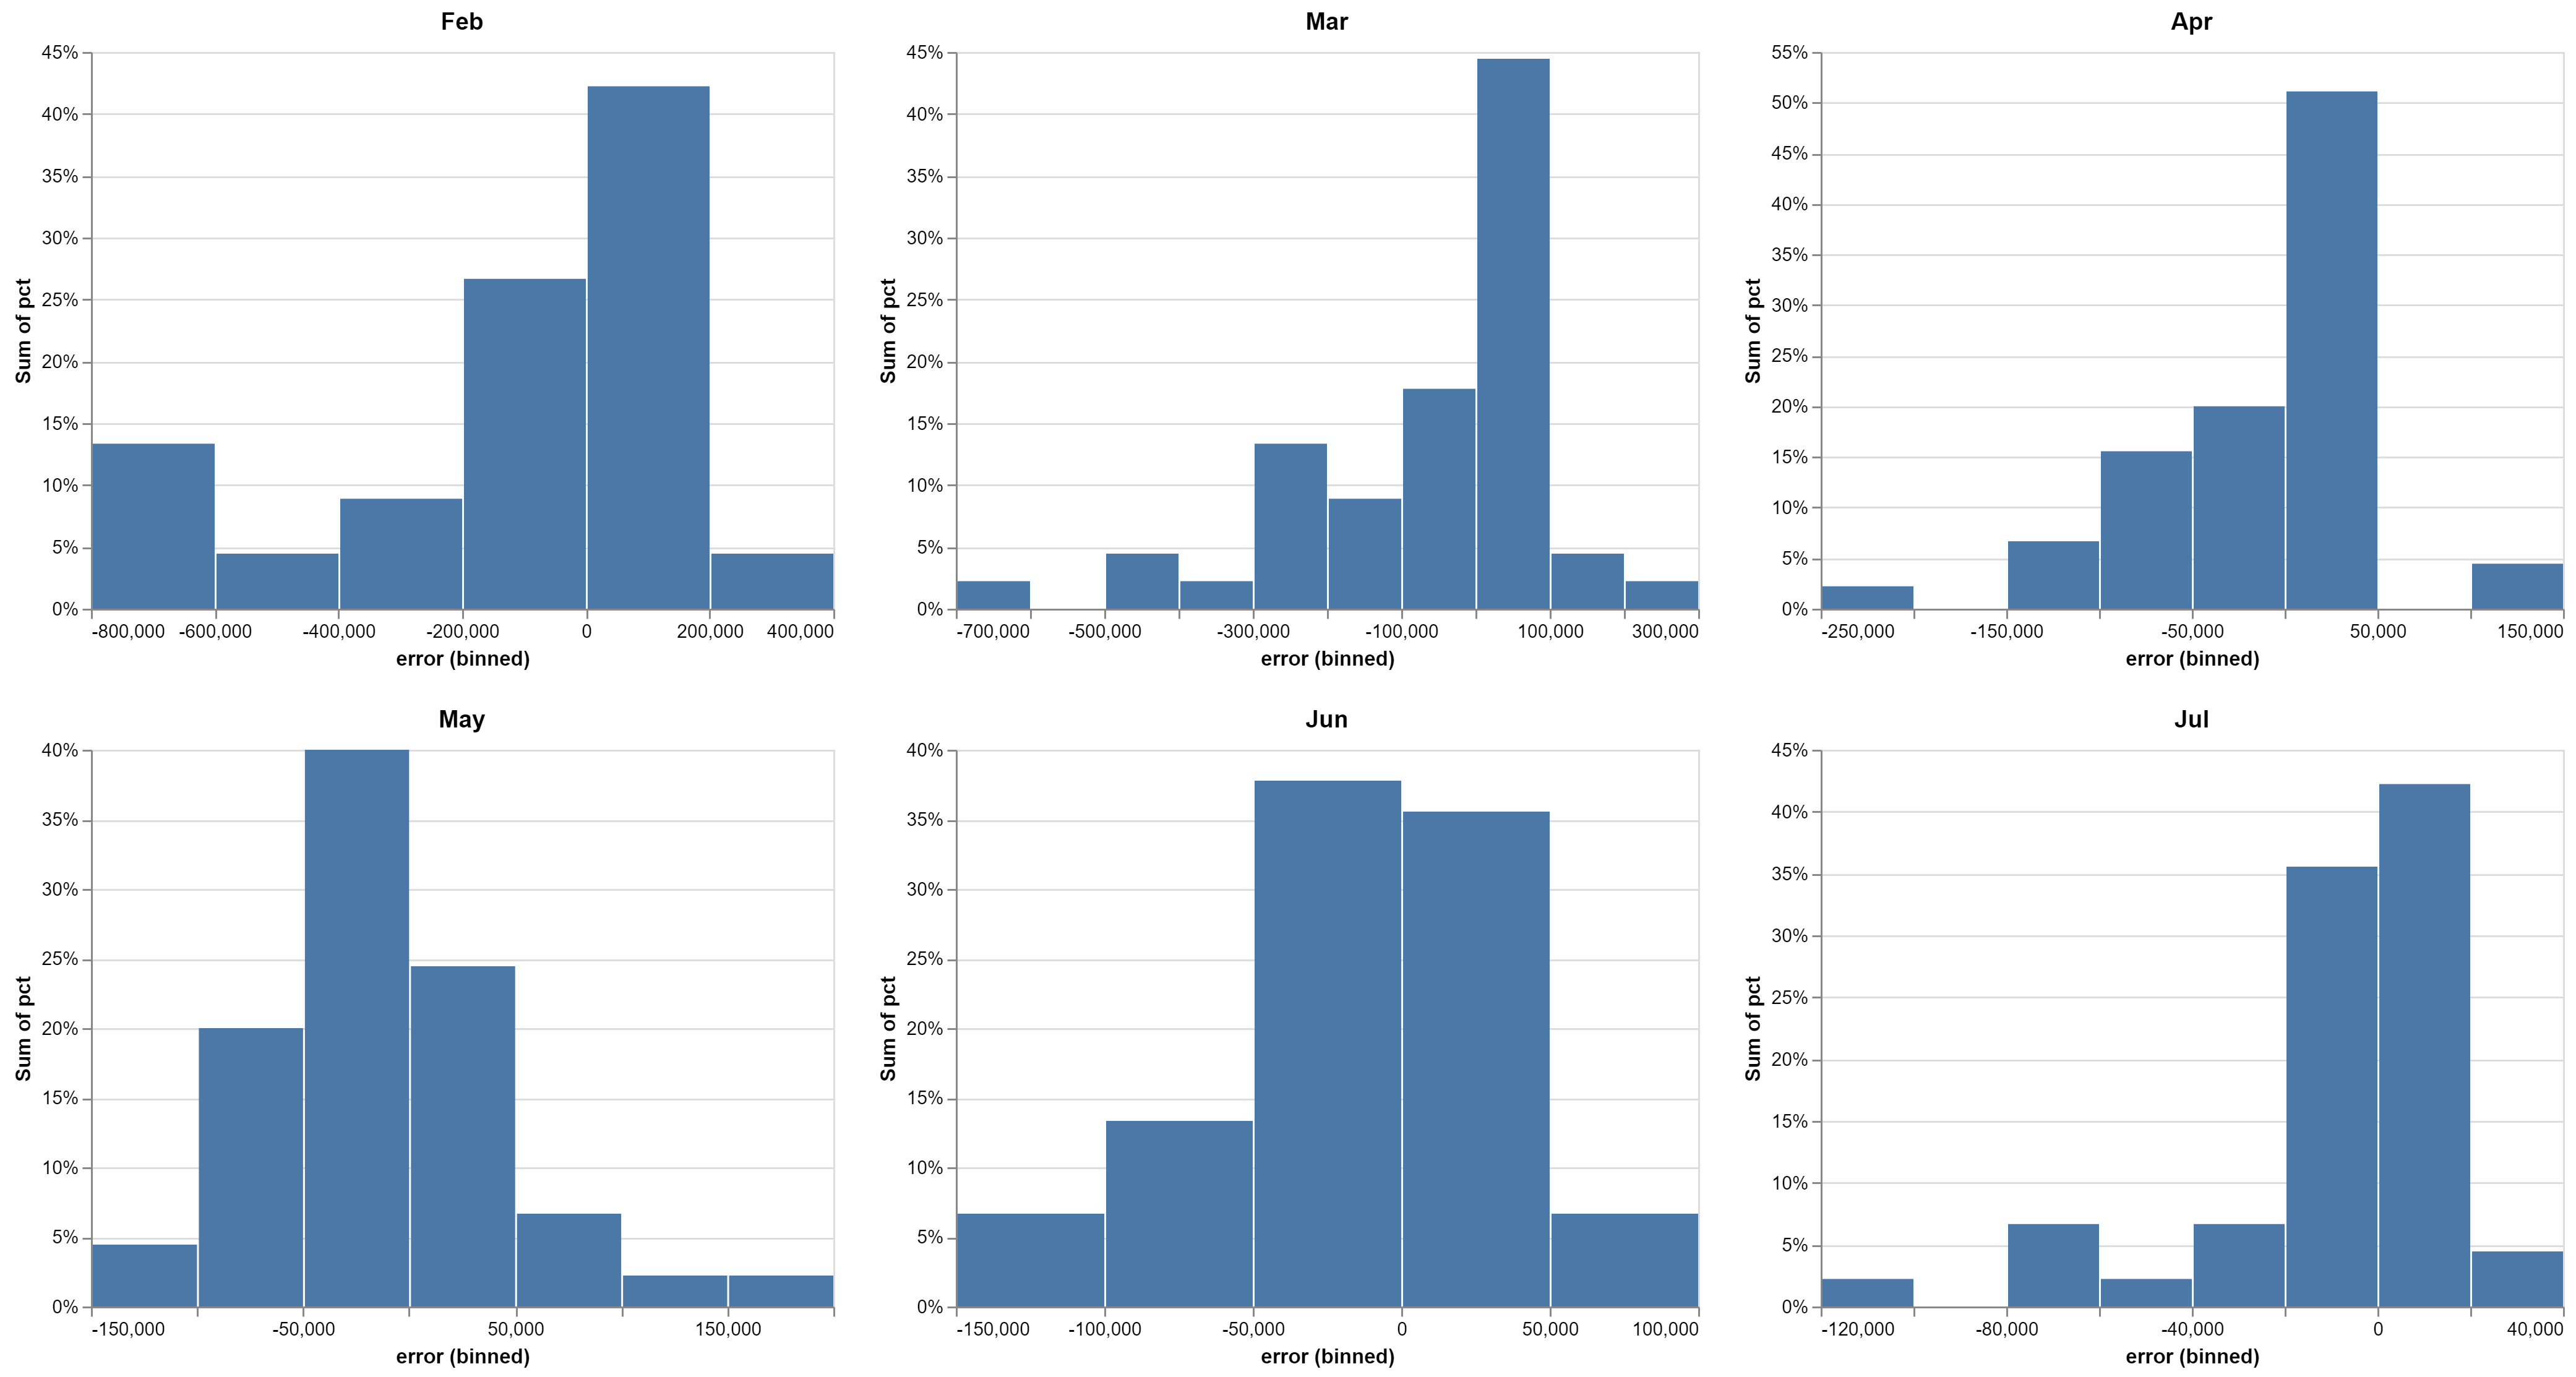 Feb
45%
40%
35%
30%
25%
20%
15%
10%
5%
0%
Sum of pct
-800,000 -600,000 -400,000 -200,000 0 200,000 400,000
error (binned)
Mar
45%
40%
35%
30%
25%
20%
15%
10%
5%
0%
Sum of pct
-700,000 -500,000 -300,000 -100,000 100,000 300,000
error (binned)
Apr
55%
50%
45%
40%
35%
30%
25%
20%
15%
10%
5%
0%
Sum of pct
-250,000 -150,000 -50,000 50,000 150,000
error (binned)
May
40%
35%
30%
25%
20%
15%
10%
5%
0%
Sum of pct
-150,000 -50,000 50,000 150,000
error (binned)
Jun
40%
35%
30%
25%
20%
15%
10%
5%
0%
Sum of pct
-150,000 -100,000 -50,000 0 50,000 100,000
error (binned)
Jul
45%
40%
35%
30%
25%
20%
15%
10%
5%
0%
Sum of pct
-120,000 -80,000 -40,000 0 40,000
error (binned)